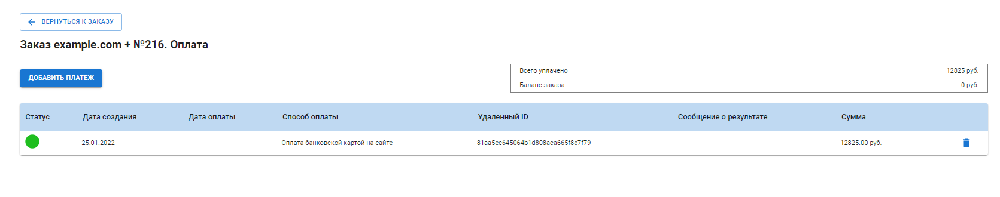 ВЕРНУТЬСЯ К ЗАКАЗУ
Заказ example.com + №216. Оплата
ДОБАВИТЬ ПЛАТЕЖ
Всего уплачено 12825 руб.
Баланс заказа 0 руб.
Статус Дата создания Дата оплаты Способ оплаты Удаленный ID Сообщение о результате Сумма
25.01.2022 Оплата банковской картой на сайте 81aa5ee645064b1d808aca665f8c7f79 12825.00 руб.